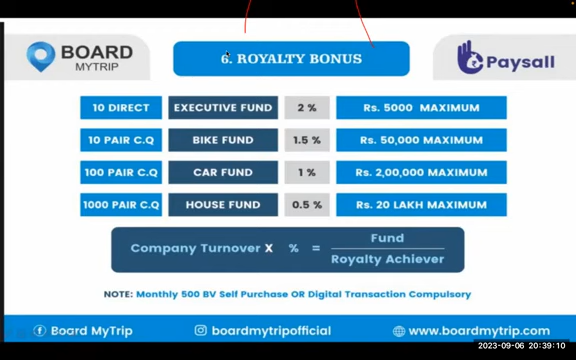 BOARD
MYTRIP
6. ROYALTY BONUS
Paysall
10 DIRECT EXECUTIVE FUND 2 % Rs. 5000 MAXIMUM
10 PAIR C.Q BIKE FUND 1.5 % Rs. 50,000 MAXIMUM
100 PAIR C.Q CAR FUND 1 % Rs. 2,00,000 MAXIMUM
1000 PAIR C.Q HOUSE FUND 0.5 % Rs. 20 LAKH MAXIMUM
Fund
Company Turnover X % =
Royalty Achiever
NOTE: Monthly 500 BV Self Purchase OR Digital Transaction Compulsory
Board MyTrip boardmytripofficial www.boardmytrip.com
2023-09-06 20:39:10